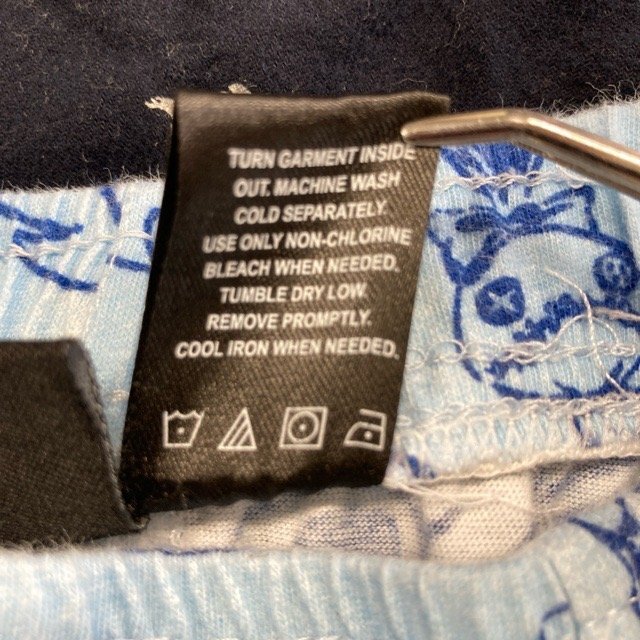 TURN GARMENT INSIDE
OUT. MACHINE WASH
COLD SEPARATELY.
USE ONLY NON-CHLORINE
BLEACH WHEN NEEDED.
TUMBLE DRY LOW.
REMOVE PROMPTLY.
COOL IRON WHEN NEEDED.